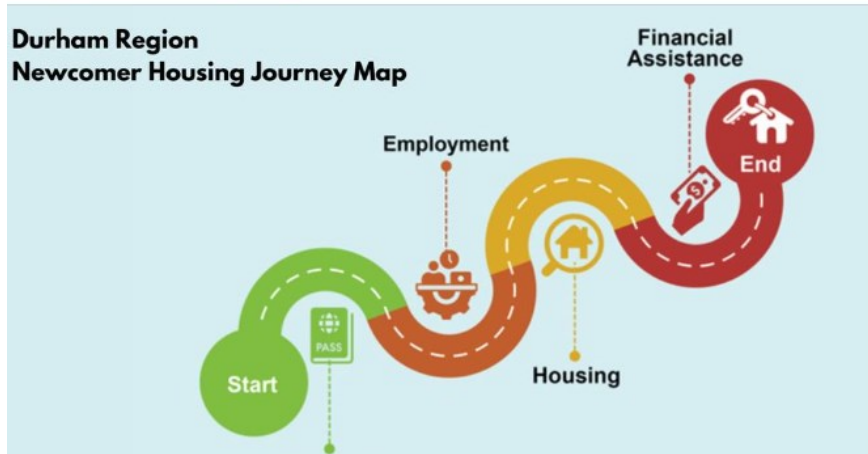 Durham Region
Newcomer Housing Journey Map
Financial
Assistance
End
Employment
PASS
Start
Housing